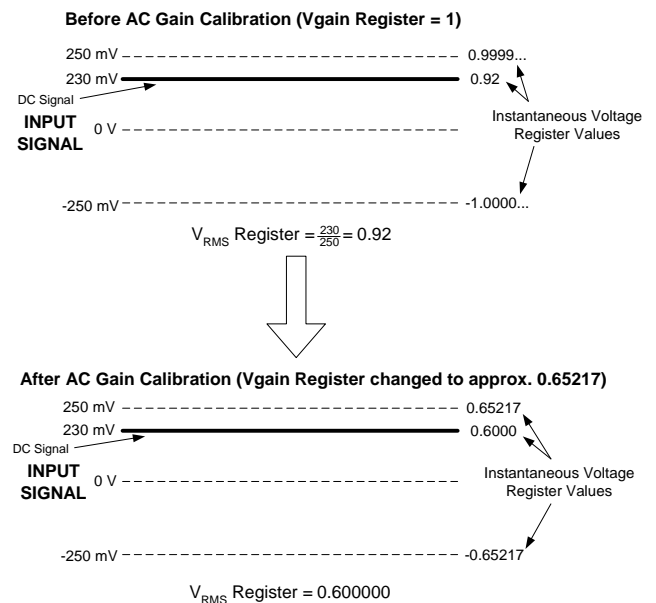 Before AC Gain Calibration (Vgain Register = 1)
250 mV 0.9999...
230 mV 0.92
DC Signal
INPUT
SIGNAL
0 V
Instantaneous Voltage
Register Values
-250 mV -1.0000...
VRMS Register = 230/250 = 0.92
After AC Gain Calibration (Vgain Register changed to approx. 0.65217)
250 mV 0.65217
230 mV 0.6000
DC Signal
INPUT
SIGNAL
0 V
Instantaneous Voltage
Register Values
-250 mV -0.65217
VRMS Register = 0.600000